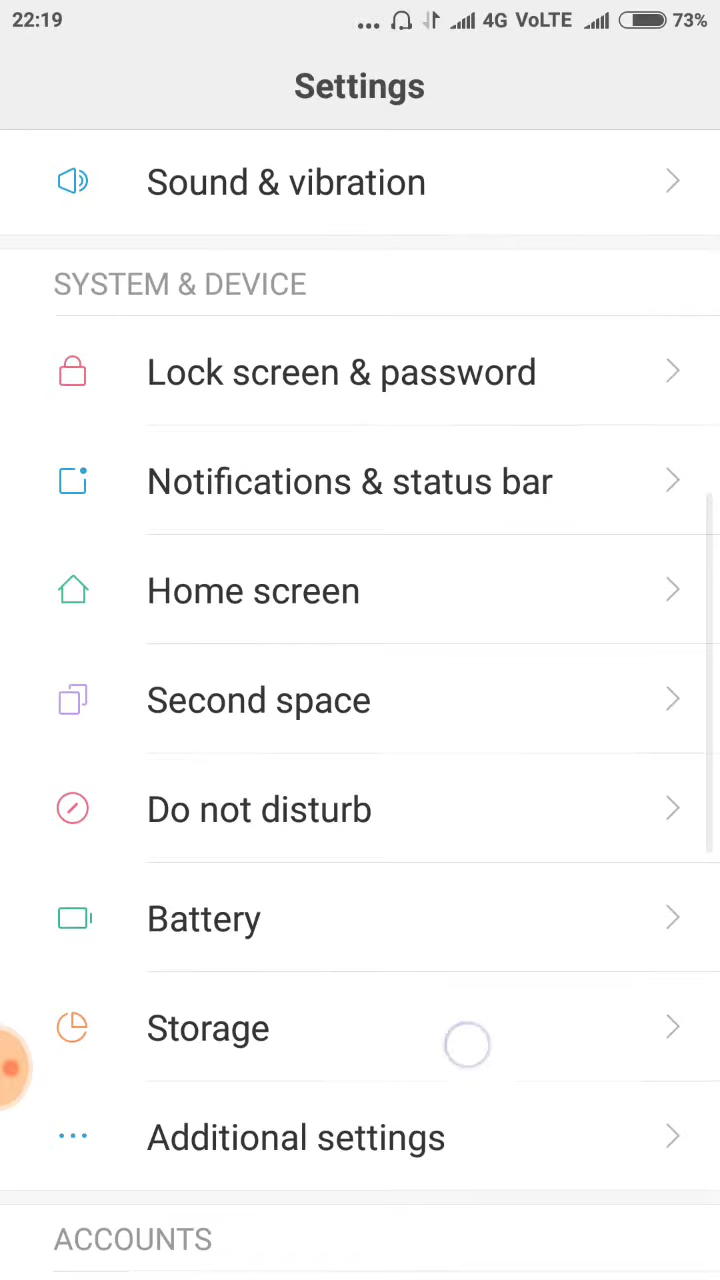 22:19 ... 4G VoLTE 73%
Settings
Sound & vibration
SYSTEM & DEVICE
Lock screen & password
Notifications & status bar
Home screen
Second space
Do not disturb
Battery
Storage
Additional settings
ACCOUNTS